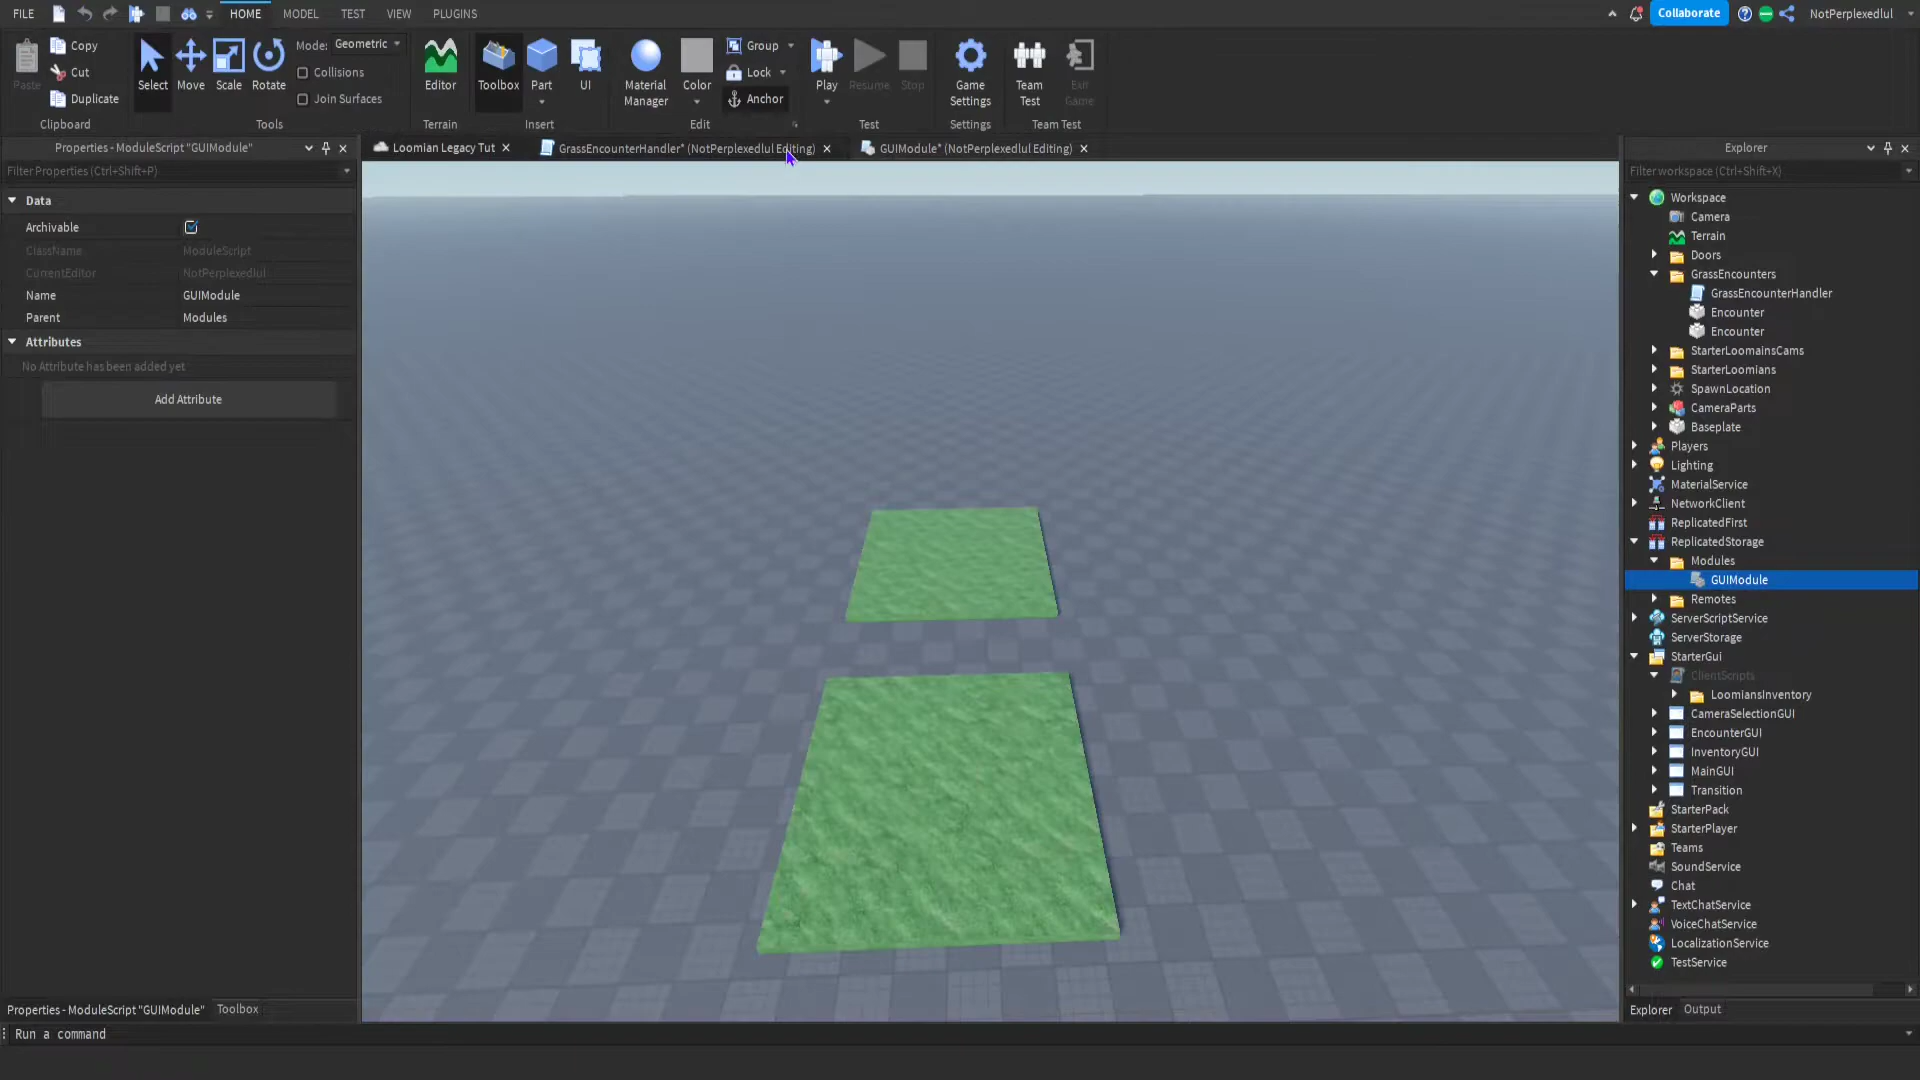 FILE HOME MODEL TEST VIEW PLUGINS Collaborate NotPerplexedlul
Paste Copy Cut Duplicate Clipboard
Select Move Scale Rotate Mode: Geometric Collisions Join Surfaces Tools
Editor Terrain
Toolbox Part UI Insert
Material Manager Color Group Lock Anchor Edit
Play Resume Stop Test
Game Settings Settings
Team Test Exit Game Team Test
Properties - ModuleScript "GUIModule"
Filter Properties (Ctrl+Shift+P)
Data
Archivable
ClassName ModuleScript
CurrentEditor NotPerplexedlul
Name GUIModule
Parent Modules
Attributes
No Attribute has been added yet
Add Attribute
Properties - ModuleScript "GUIModule" Toolbox
Run a command
Loomian Legacy Tut GrassEncounterHandler* (NotPerplexedlul Editing) GUIModule* (NotPerplexedlul Editing)
Explorer
Filter workspace (Ctrl+Shift+X)
Workspace
Camera
Terrain
Doors
GrassEncounters
GrassEncounterHandler
Encounter
Encounter
StarterLoomainsCams
StarterLoomians
SpawnLocation
CameraParts
Baseplate
Players
Lighting
MaterialService
NetworkClient
ReplicatedFirst
ReplicatedStorage
Modules
GUIModule
Remotes
ServerScriptService
ServerStorage
StarterGui
ClientScripts
LoomiansInventory
CameraSelectionGUI
EncounterGUI
InventoryGUI
MainGUI
Transition
StarterPack
StarterPlayer
Teams
SoundService
Chat
TextChatService
VoiceChatService
LocalizationService
TestService
Explorer Output